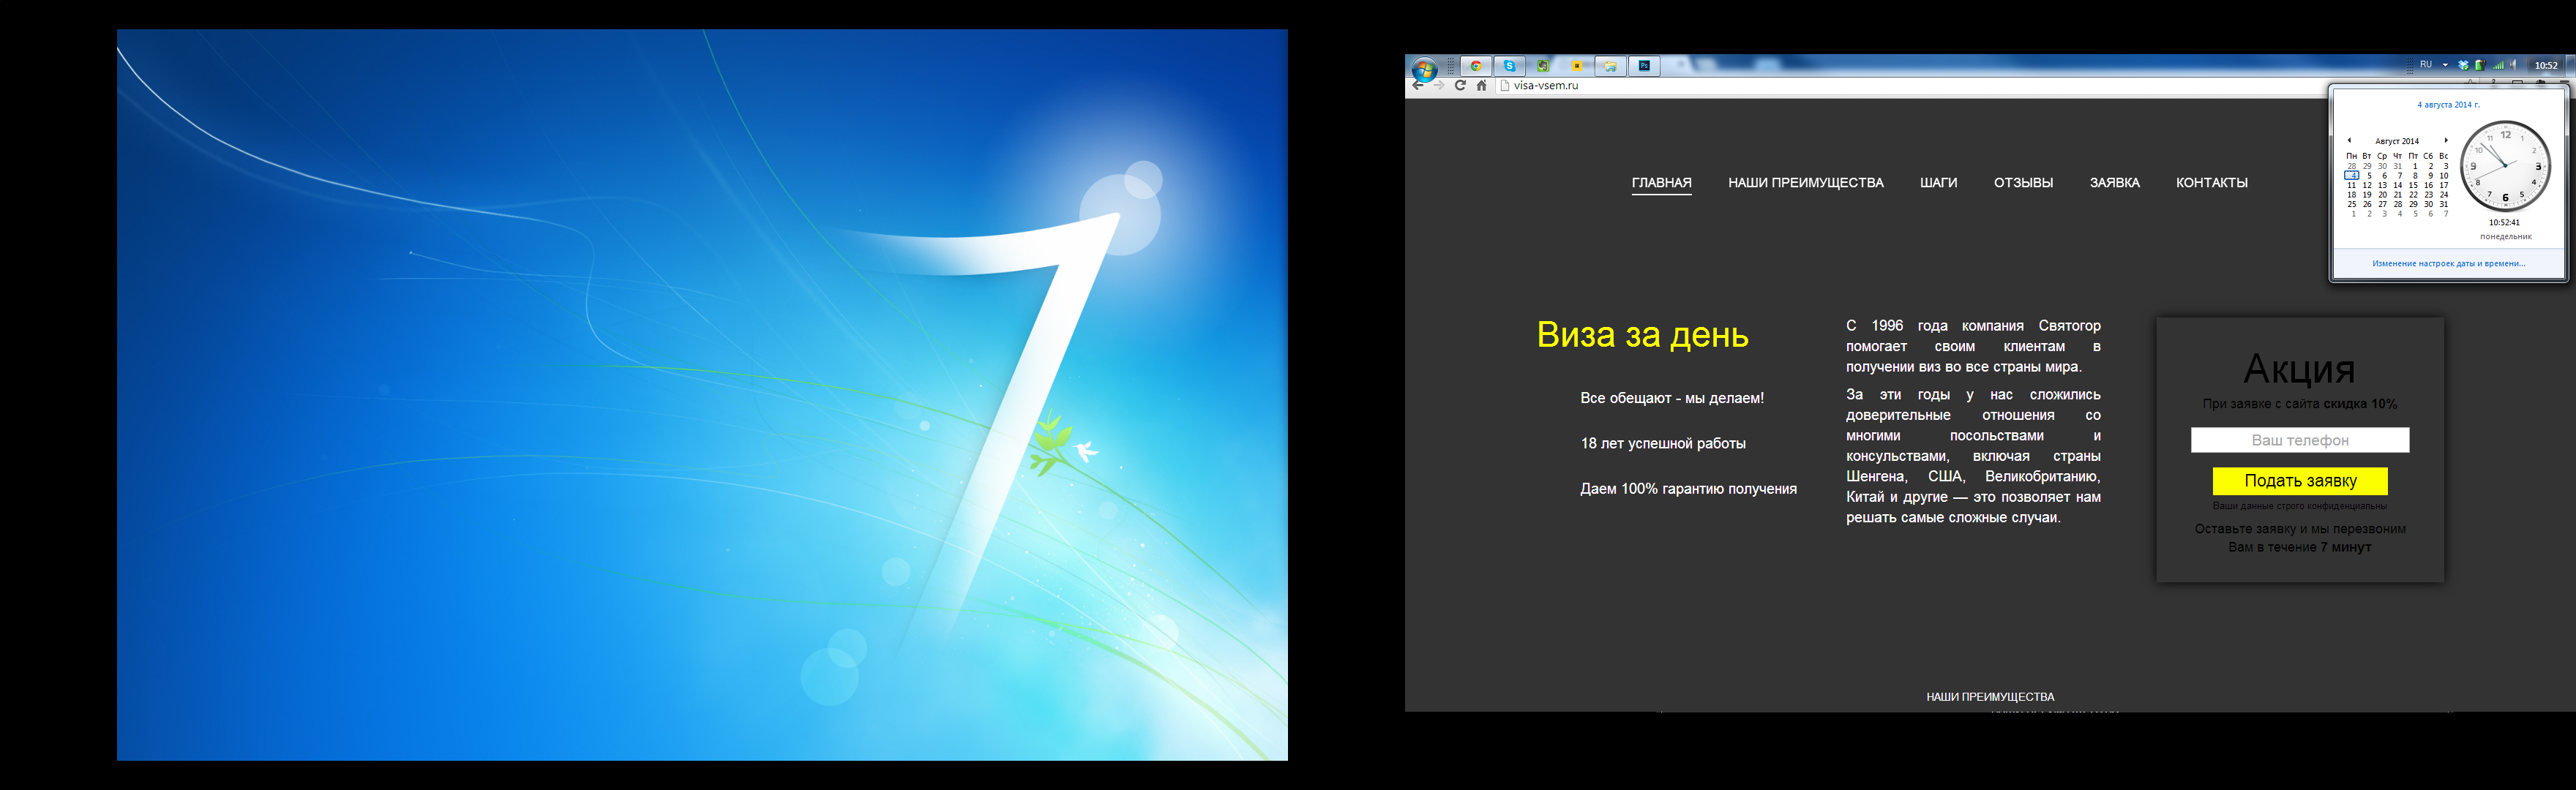 7
RU
10:52
visa-vsem.ru
4 августа 2014 г.
Август 2014
Пн Вт Ср Чт Пт Сб Вс
28 29 30 31 1 2 3
4 5 6 7 8 9 10
11 12 13 14 15 16 17
18 19 20 21 22 23 24
25 26 27 28 29 30 31
1 2 3 4 5 6 7
12 1 2 3 4 5 6 7 8 9 10 11
10:52:41
понедельник
Изменение настроек даты и времени...
ГЛАВНАЯ НАШИ ПРЕИМУЩЕСТВА ШАГИ ОТЗЫВЫ ЗАЯВКА КОНТАКТЫ
Виза за день
Все обещают - мы делаем!
18 лет успешной работы
Даем 100% гарантию получения
С 1996 года компания Святогор
помогает своим клиентам в
получении виз во все страны мира.
За эти годы у нас сложились
доверительные отношения со
многими посольствами и
консульствами, включая страны
Шенгена, США, Великобританию,
Китай и другие — это позволяет нам
решать самые сложные случаи.
Акция
При заявке с сайта скидка 10%
Ваш телефон
Подать заявку
Ваши данные строго конфиденциальны
Оставьте заявку и мы перезвоним
Вам в течение 7 минут
НАШИ ПРЕИМУЩЕСТВА